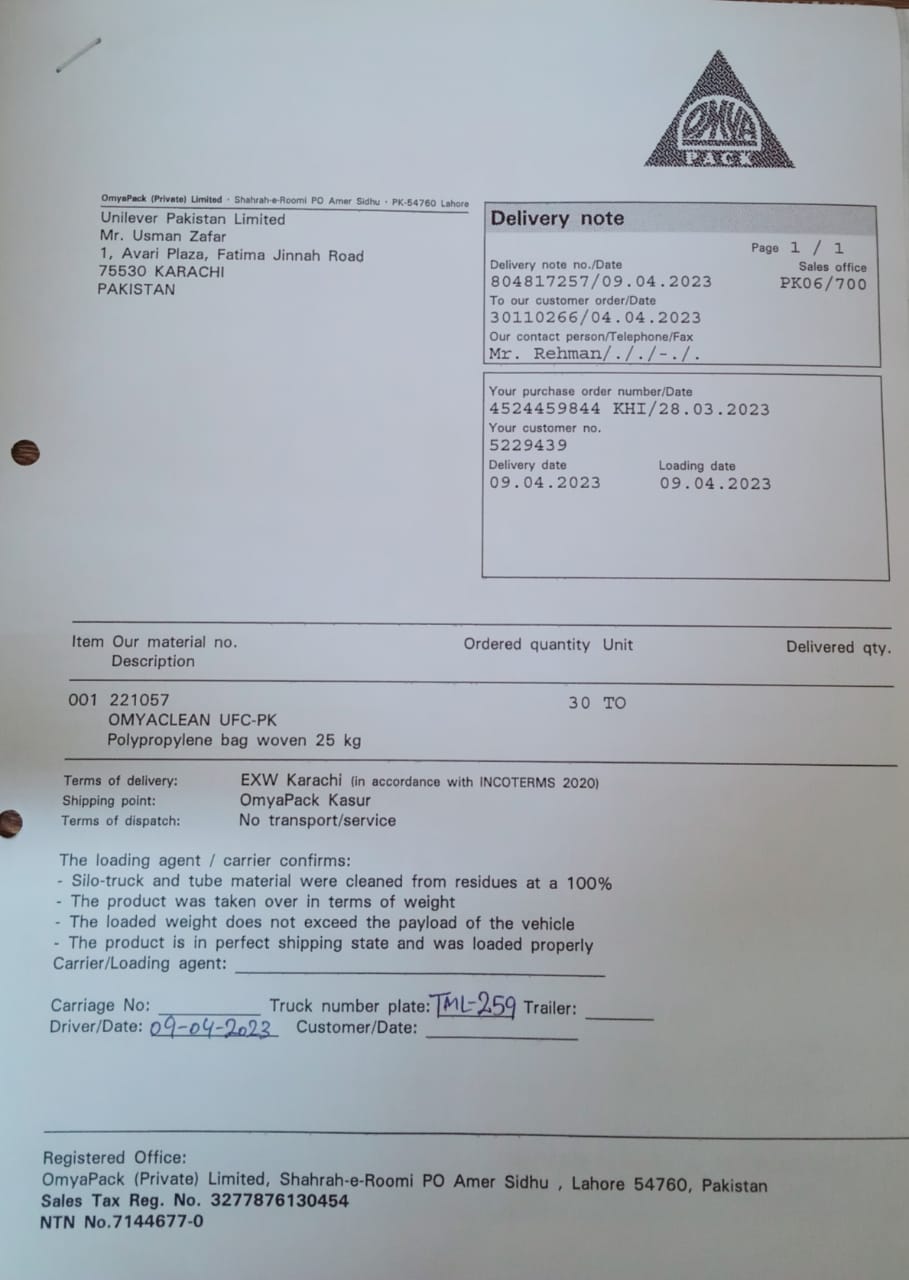 OMYA
PACK
OmyaPack (Private) Limited · Shahrah-e-Roomi PO Amer Sidhu · PK-54760 Lahore
Unilever Pakistan Limited
Mr. Usman Zafar
1, Avari Plaza, Fatima Jinnah Road
75530 KARACHI
PAKISTAN
Delivery note
Page 1 / 1
Delivery note no./Date Sales office
804817257/09.04.2023 PK06/700
To our customer order/Date
30110266/04.04.2023
Our contact person/Telephone/Fax
Mr. Rehman/././-./.
Your purchase order number/Date
4524459844 KHI/28.03.2023
Your customer no.
5229439
Delivery date Loading date
09.04.2023 09.04.2023
Item Our material no. Ordered quantity Unit Delivered qty.
Description
001 221057 30 TO
OMYACLEAN UFC-PK
Polypropylene bag woven 25 kg
Terms of delivery: EXW Karachi (in accordance with INCOTERMS 2020)
Shipping point: OmyaPack Kasur
Terms of dispatch: No transport/service
The loading agent / carrier confirms:
- Silo-truck and tube material were cleaned from residues at a 100%
- The product was taken over in terms of weight
- The loaded weight does not exceed the payload of the vehicle
- The product is in perfect shipping state and was loaded properly
Carrier/Loading agent:
Carriage No: Truck number plate: TML-259 Trailer:
Driver/Date: 09-04-2023 Customer/Date:
Registered Office:
OmyaPack (Private) Limited, Shahrah-e-Roomi PO Amer Sidhu , Lahore 54760, Pakistan
Sales Tax Reg. No. 3277876130454
NTN No.7144677-0